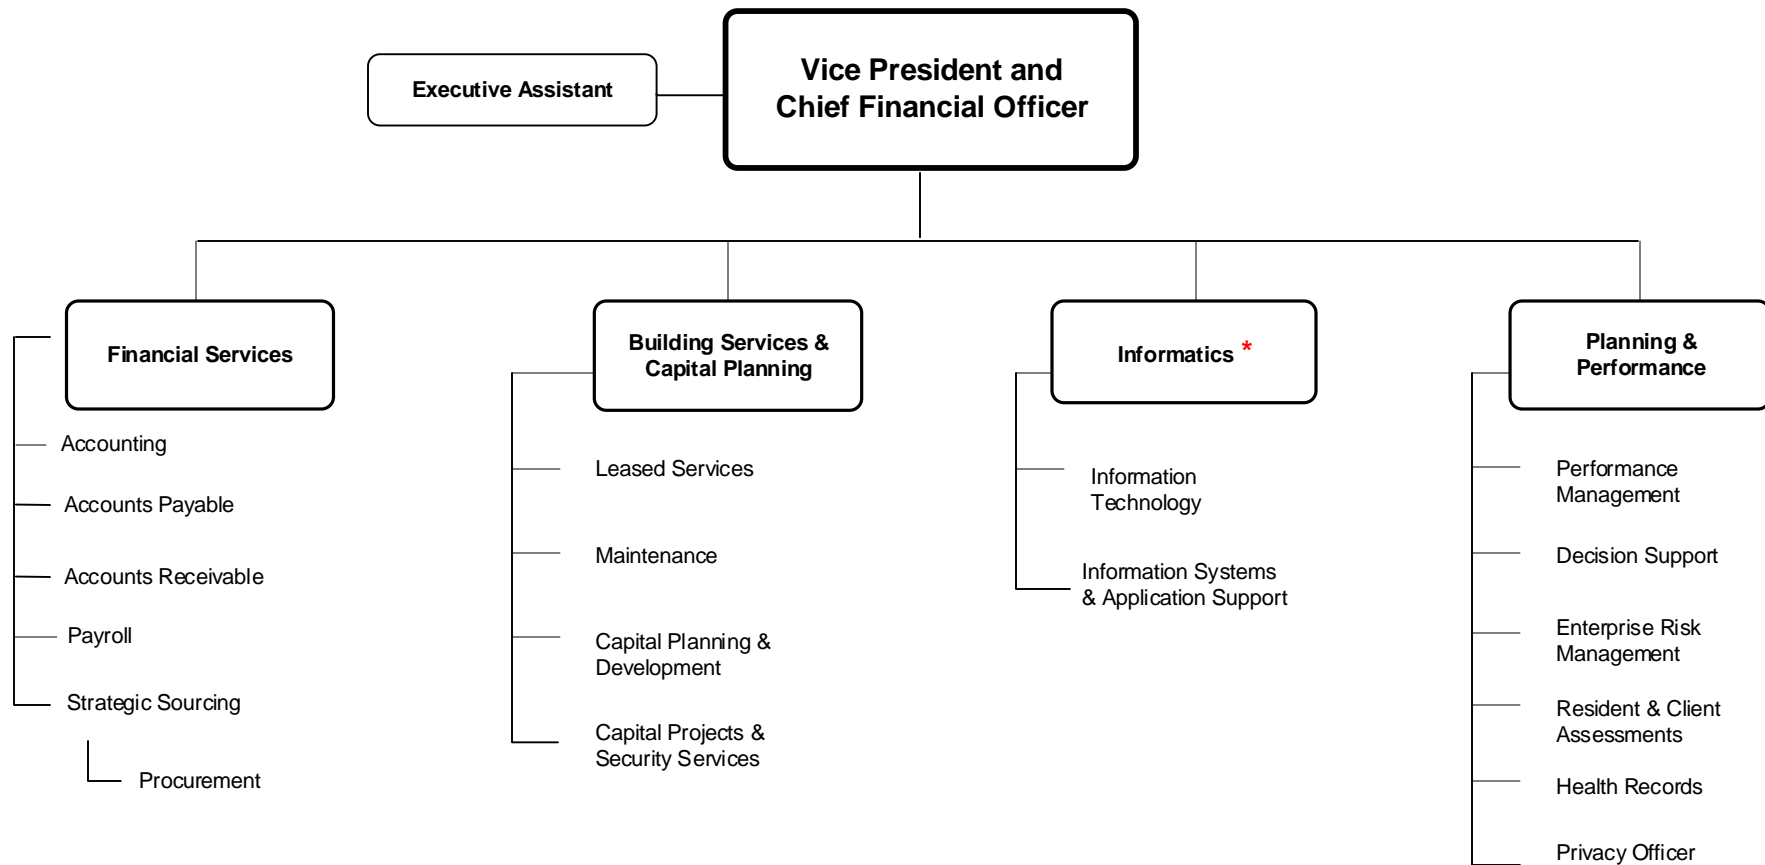 Executive Assistant
Vice President and
Chief Financial Officer
Financial Services
Accounting
Accounts Payable
Accounts Receivable
Payroll
Strategic Sourcing
Procurement
Building Services &
Capital Planning
Leased Services
Maintenance
Capital Planning &
Development
Capital Projects &
Security Services
Informatics *
Information
Technology
Information Systems
& Application Support
Planning &
Performance
Performance
Management
Decision Support
Enterprise Risk
Management
Resident & Client
Assessments
Health Records
Privacy Officer